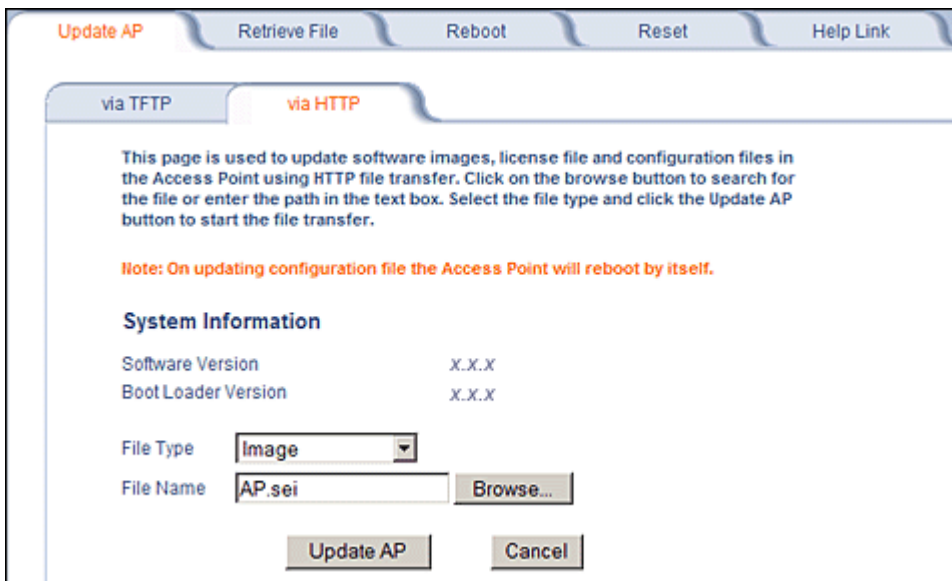 Update AP Retrieve File Reboot Reset Help Link
via TFTP via HTTP
This page is used to update software images, license file and configuration files in
the Access Point using HTTP file transfer. Click on the browse button to search for
the file or enter the path in the text box. Select the file type and click the Update AP
button to start the file transfer.
Note: On updating configuration file the Access Point will reboot by itself.
System Information
Software Version X.X.X
Boot Loader Version X.X.X
File Type Image
File Name AP.sei Browse...
Update AP Cancel